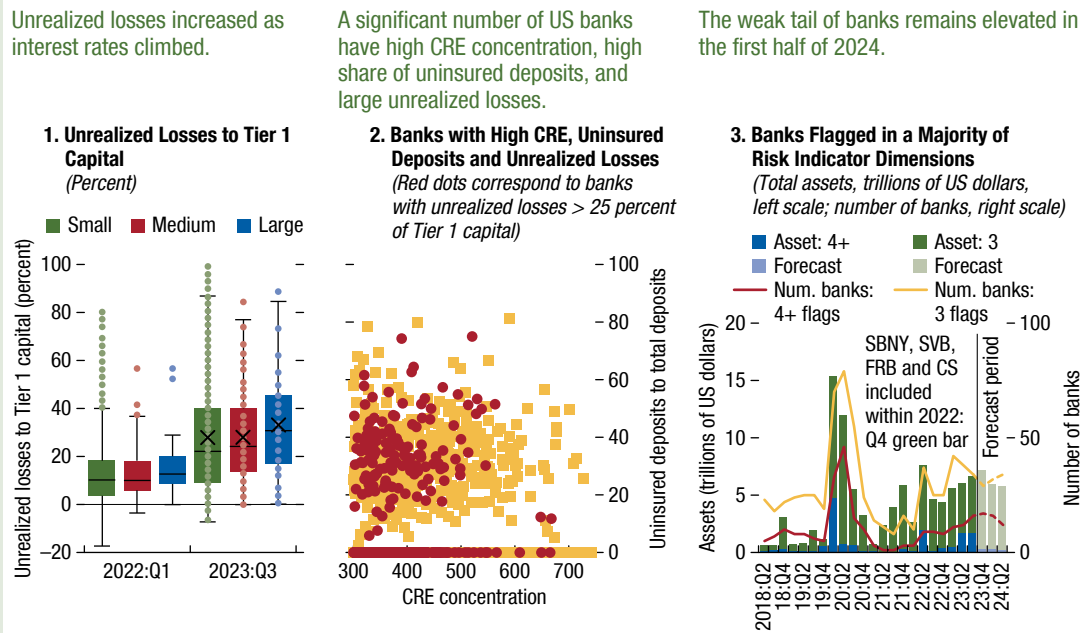 Unrealized losses increased as
interest rates climbed.
A significant number of US banks
have high CRE concentration, high
share of uninsured deposits, and
large unrealized losses.
The weak tail of banks remains elevated in
the first half of 2024.
1. Unrealized Losses to Tier 1
Capital
(Percent)
Small
Medium
Large
Unrealized losses to Tier 1 capital (percent)
100
80
60
40
20
0
–20
2022:Q1
2023:Q3
2. Banks with High CRE, Uninsured
Deposits and Unrealized Losses
(Red dots correspond to banks
with unrealized losses > 25 percent
of Tier 1 capital)
100
80
60
40
20
0
Uninsured deposits to total deposits
300
400
500
600
700
CRE concentration
3. Banks Flagged in a Majority of
Risk Indicator Dimensions
(Total assets, trillions of US dollars,
left scale; number of banks, right scale)
Asset: 4+
Asset: 3
Forecast
Forecast
Num. banks:
4+ flags
Num. banks:
3 flags
SBNY, SVB,
FRB and CS
included
within 2022:
Q4 green bar
Forecast period
Assets (trillions of US dollars)
20
15
10
5
0
100
50
0
Number of banks
2018:Q2
18:Q4
19:Q2
19:Q4
20:Q2
20:Q4
21:Q2
21:Q4
22:Q2
22:Q4
23:Q2
23:Q4
24:Q2